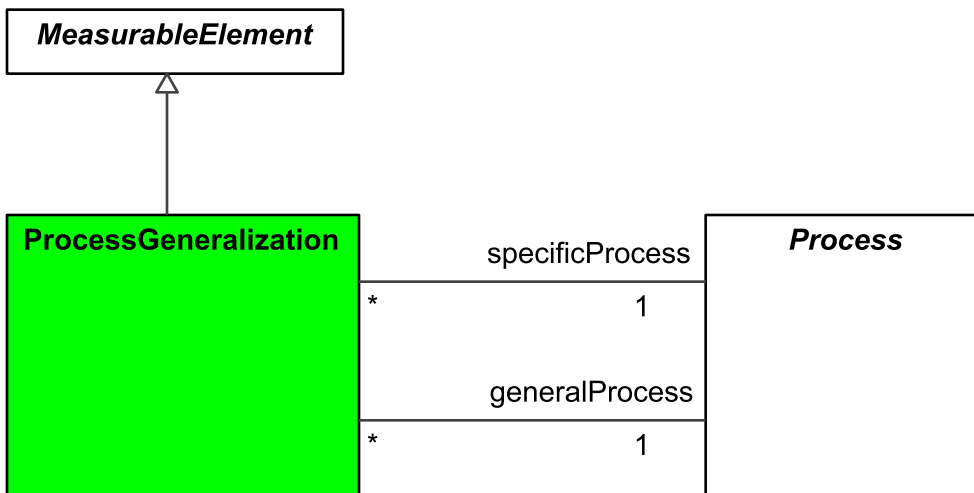 MeasurableElement
ProcessGeneralization
Process
specificProcess
* 1
generalProcess
* 1